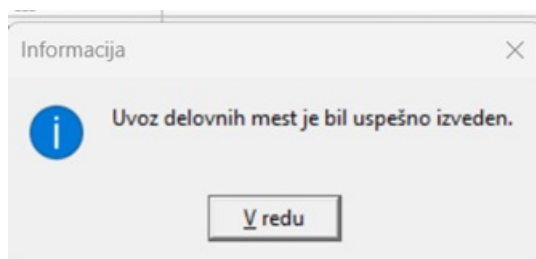 Informacija
Uvoz delovnih mest je bil uspešno izveden.
V redu